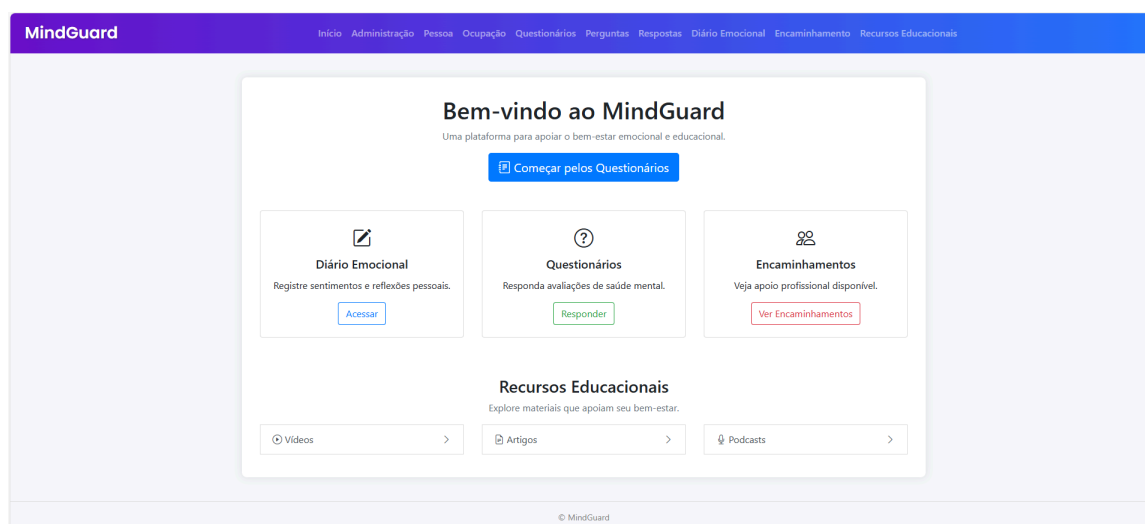 MindGuard
Início Administração Pessoa Ocupação Questionários Perguntas Respostas Diário Emocional Encaminhamento Recursos Educacionais
Bem-vindo ao MindGuard
Uma plataforma para apoiar o bem-estar emocional e educacional.
Começar pelos Questionários
Diário Emocional
Registre sentimentos e reflexões pessoais.
Acessar
Questionários
Responda avaliações de saúde mental.
Responder
Encaminhamentos
Veja apoio profissional disponível.
Ver Encaminhamentos
Recursos Educacionais
Explore materiais que apoiam seu bem-estar.
Vídeos
Artigos
Podcasts
© MindGuard